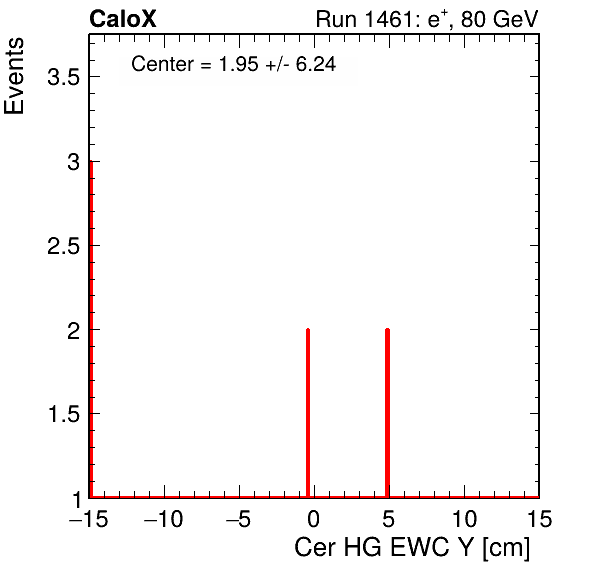 CaloX Run 1461: e⁺, 80 GeV
Center = 1.95 +/- 6.24
Events
3.5
3
2.5
2
1.5
1
−15 −10 −5 0 5 10 15
Cer HG EWC Y [cm]